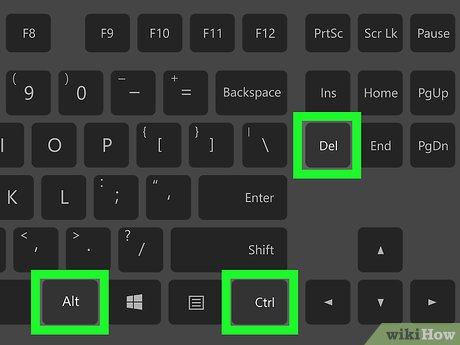 F8 F9 F10 F11 F12 PrtSc Scr Lk Pause
( 9 ) 0 _ - + = Backspace Ins Home PgUp
I O P { [ } ] | \ Del End PgDn
K L : ; " ' Enter
< , > . ? / Shift ▲
Alt Ctrl ◄ ▼ ►
wikiHow